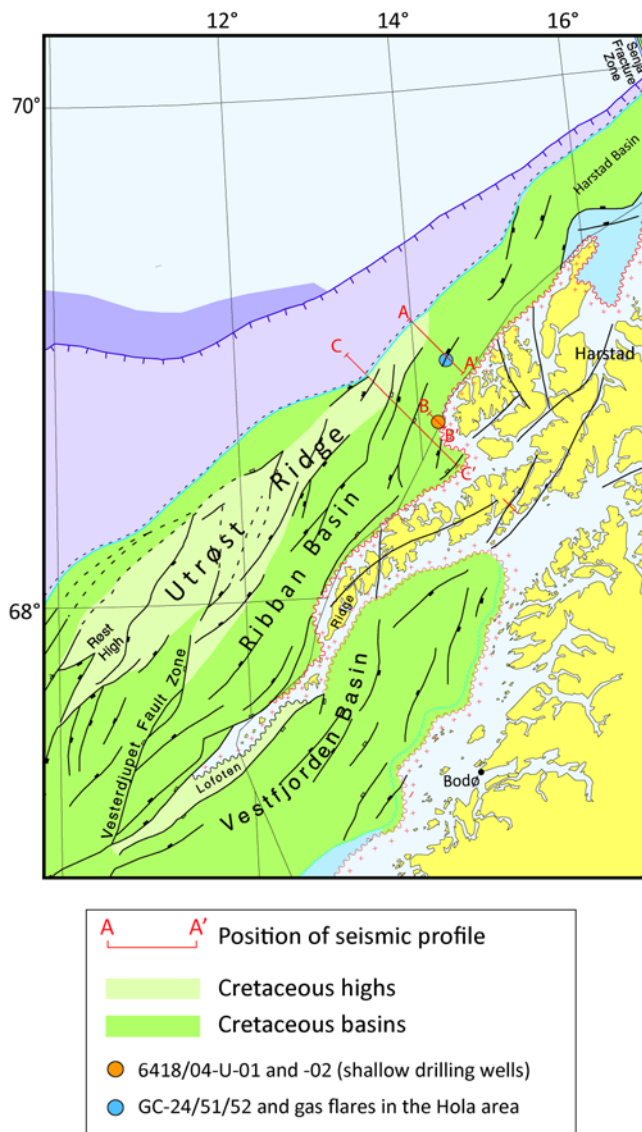 12°
14°
16°
70°
68°
Senja
Fracture
Zone
Harstad Basin
A
A'
C
B
B'
C'
Harstad
Utrøst Ridge
Ribban Basin
Røst
High
Ridge
Vesterdjupet Fault Zone
Lofoten
Vestfjorden Basin
Bodø
A A'
Position of seismic profile
Cretaceous highs
Cretaceous basins
6418/04-U-01 and -02 (shallow drilling wells)
GC-24/51/52 and gas flares in the Hola area